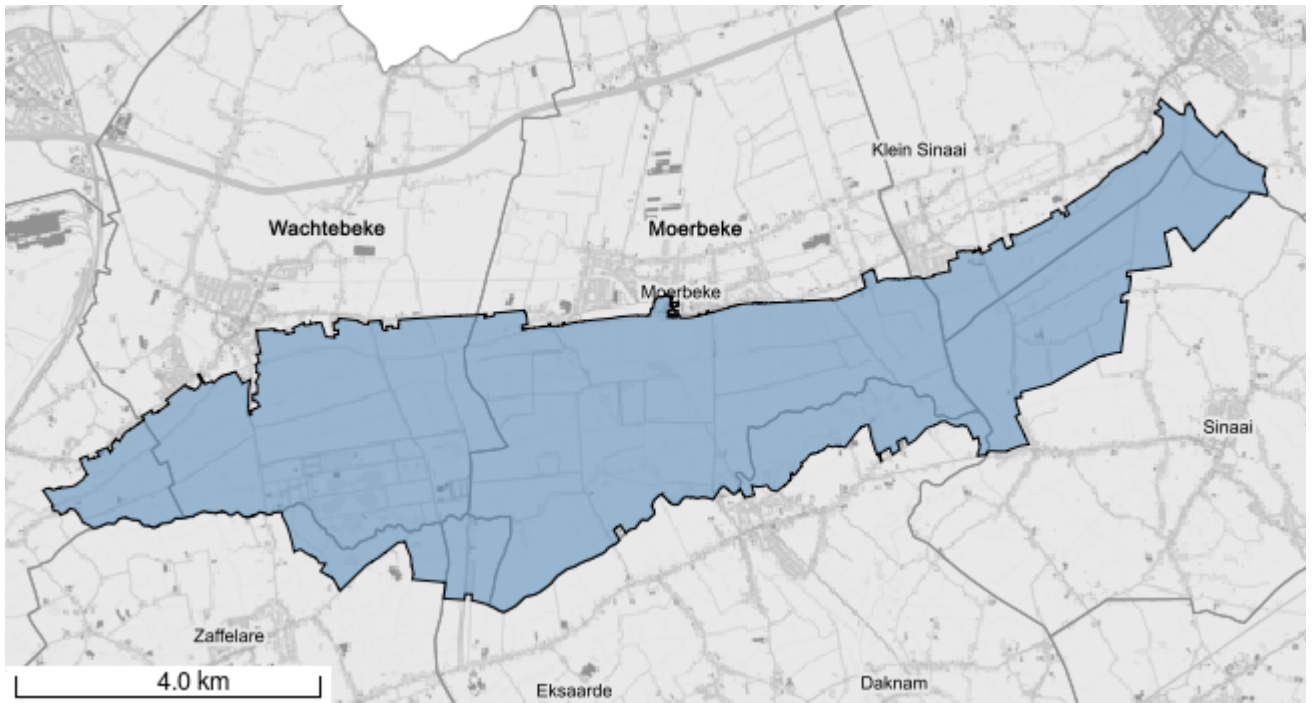 Klein Sinaai
Wachtebeke
Moerbeke
Moerbeke
Sinaai
Zaffelare
4.0 km
Eksaarde
Daknam